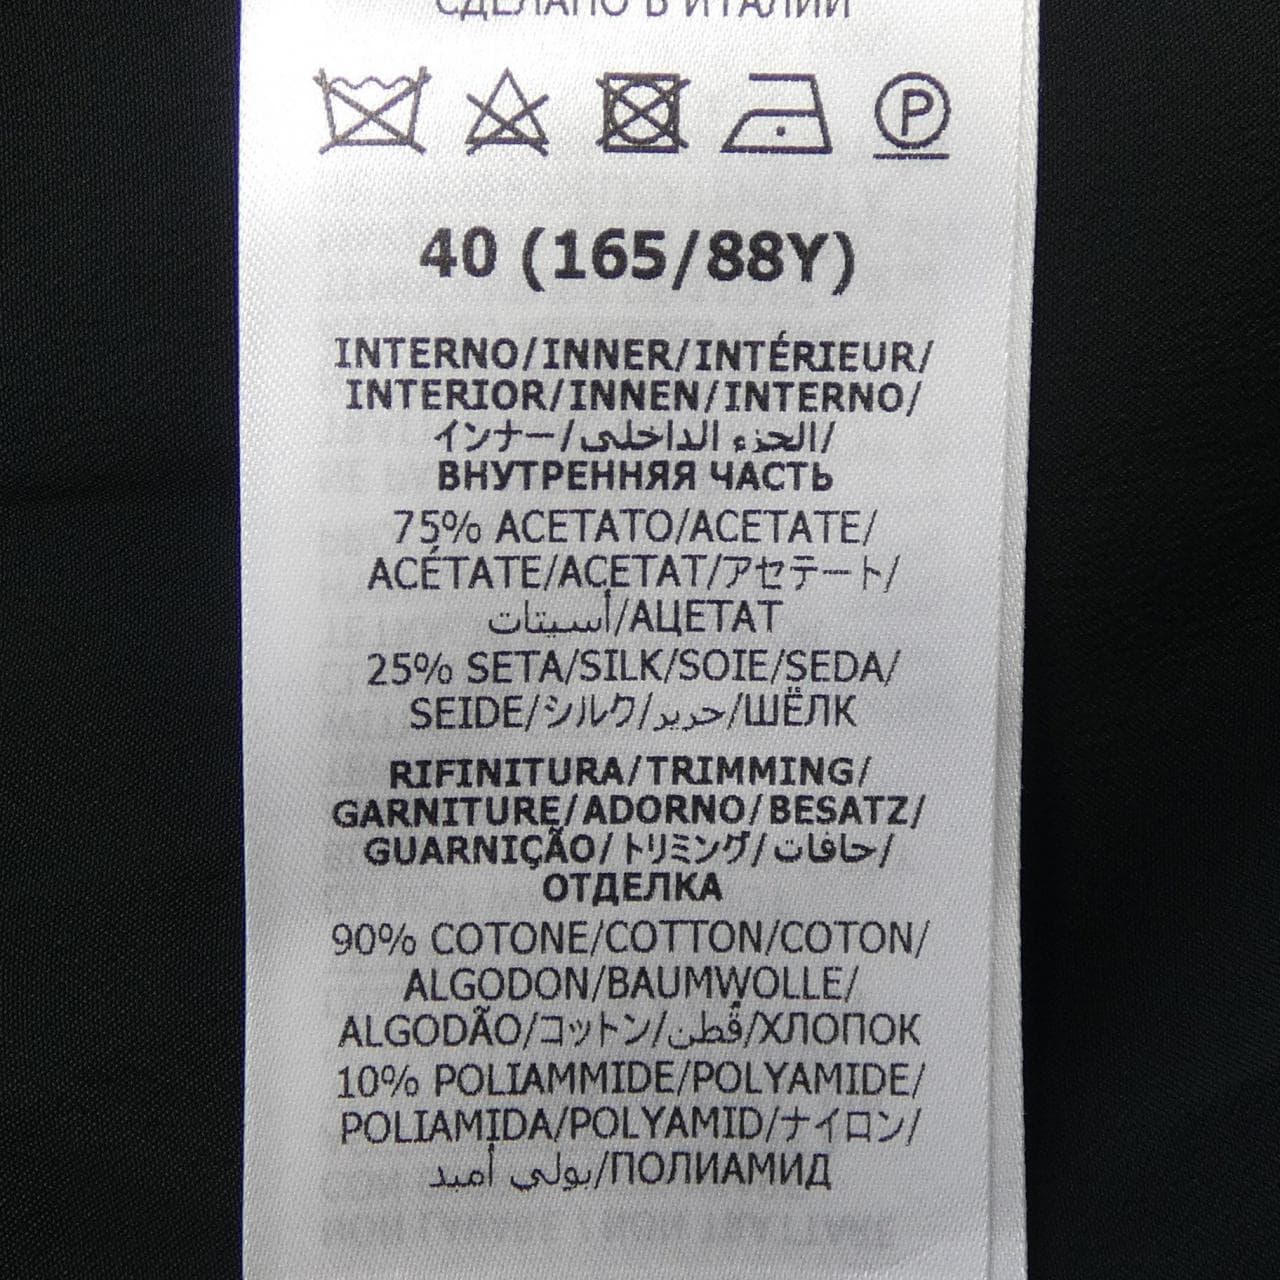 СДЕЛАНО В ИТАЛИИ
P
40 (165/88Y)
INTERNO/INNER/INTÉRIEUR/
INTERIOR/INNEN/INTERNO/
インナー/الجزء الداخلى/
ВНУТРЕННЯЯ ЧАСТЬ
75% ACETATO/ACETATE/
ACÉTATE/ACETAT/アセテート/
أسيتات/АЦЕТАТ
25% SETA/SILK/SOIE/SEDA/
SEIDE/シルク/حرير/ШЁЛК
RIFINITURA/TRIMMING/
GARNITURE/ADORNO/BESATZ/
GUARNIÇÃO/トリミング/حافات/
ОТДЕЛКА
90% COTONE/COTTON/COTON/
ALGODON/BAUMWOLLE/
ALGODÃO/コットン/قطن/ХЛОПОК
10% POLIAMMIDE/POLYAMIDE/
POLIAMIDA/POLYAMID/ナイロン/
بولي أميد/ПОЛИАМИД